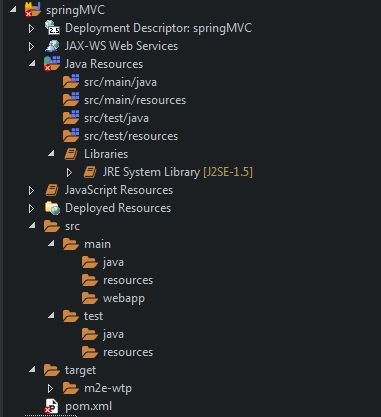 springMVC
Deployment Descriptor: springMVC
JAX-WS Web Services
Java Resources
src/main/java
src/main/resources
src/test/java
src/test/resources
Libraries
JRE System Library [J2SE-1.5]
JavaScript Resources
Deployed Resources
src
main
java
resources
webapp
test
java
resources
target
m2e-wtp
pom.xml